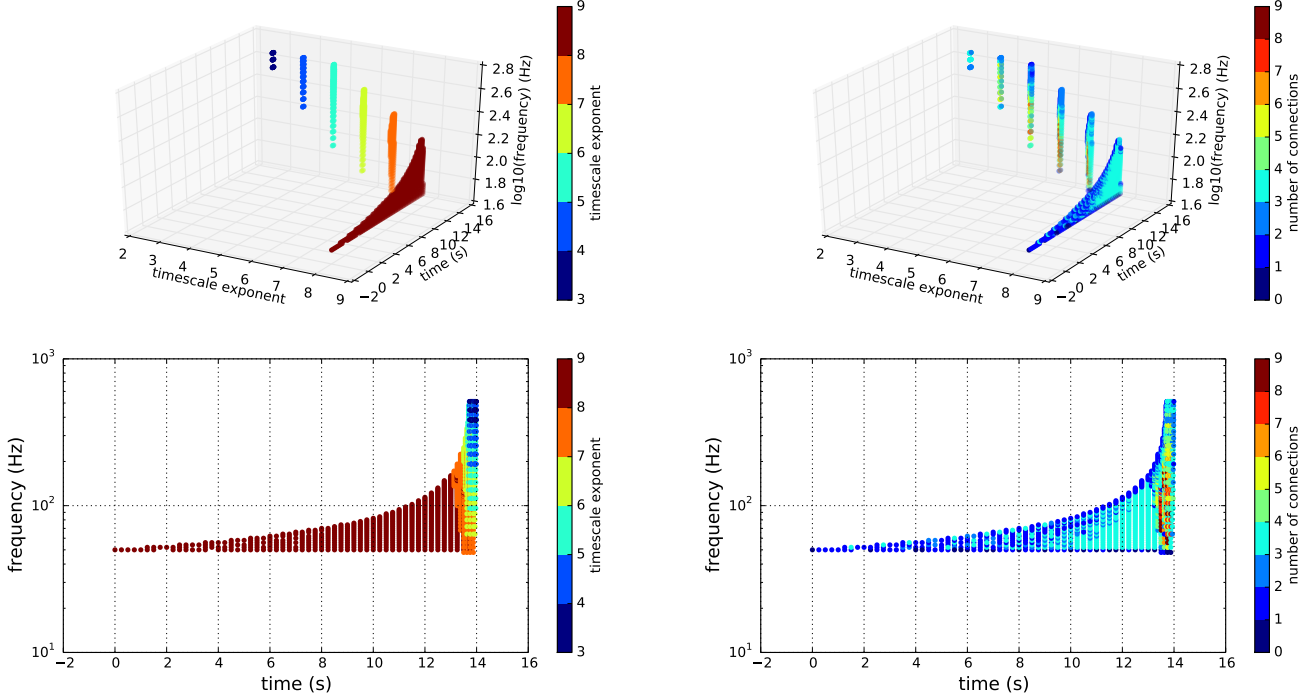 2 3 4 5 6 7 8 9
timescale exponent
−2 0 2 4 6 8 10 12 14 16
time (s)
1.6 1.8 2.0 2.2 2.4 2.6 2.8
log10(frequency) (Hz)
9
8
7
6
5
4
3
timescale exponent
2 3 4 5 6 7 8 9
timescale exponent
−2 0 2 4 6 8 10 12 14 16
time (s)
1.6 1.8 2.0 2.2 2.4 2.6 2.8
log10(frequency) (Hz)
9
8
7
6
5
4
3
2
1
0
number of connections
10³
10²
10¹
frequency (Hz)
−2 0 2 4 6 8 10 12 14 16
time (s)
9
8
7
6
5
4
3
timescale exponent
10³
10²
10¹
frequency (Hz)
−2 0 2 4 6 8 10 12 14 16
time (s)
9
8
7
6
5
4
3
2
1
0
number of connections